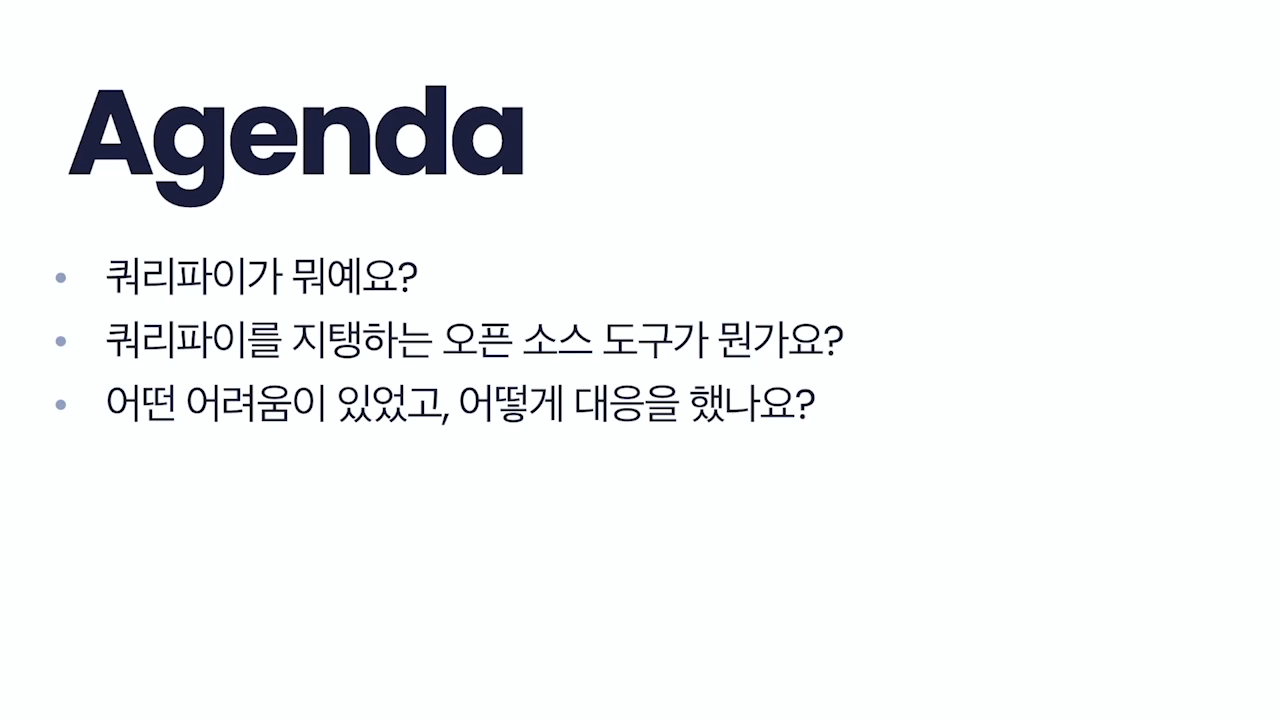 Agenda
• 쿼리파이가 뭐예요?
• 쿼리파이를 지탱하는 오픈 소스 도구가 뭔가요?
• 어떤 어려움이 있었고, 어떻게 대응을 했나요?